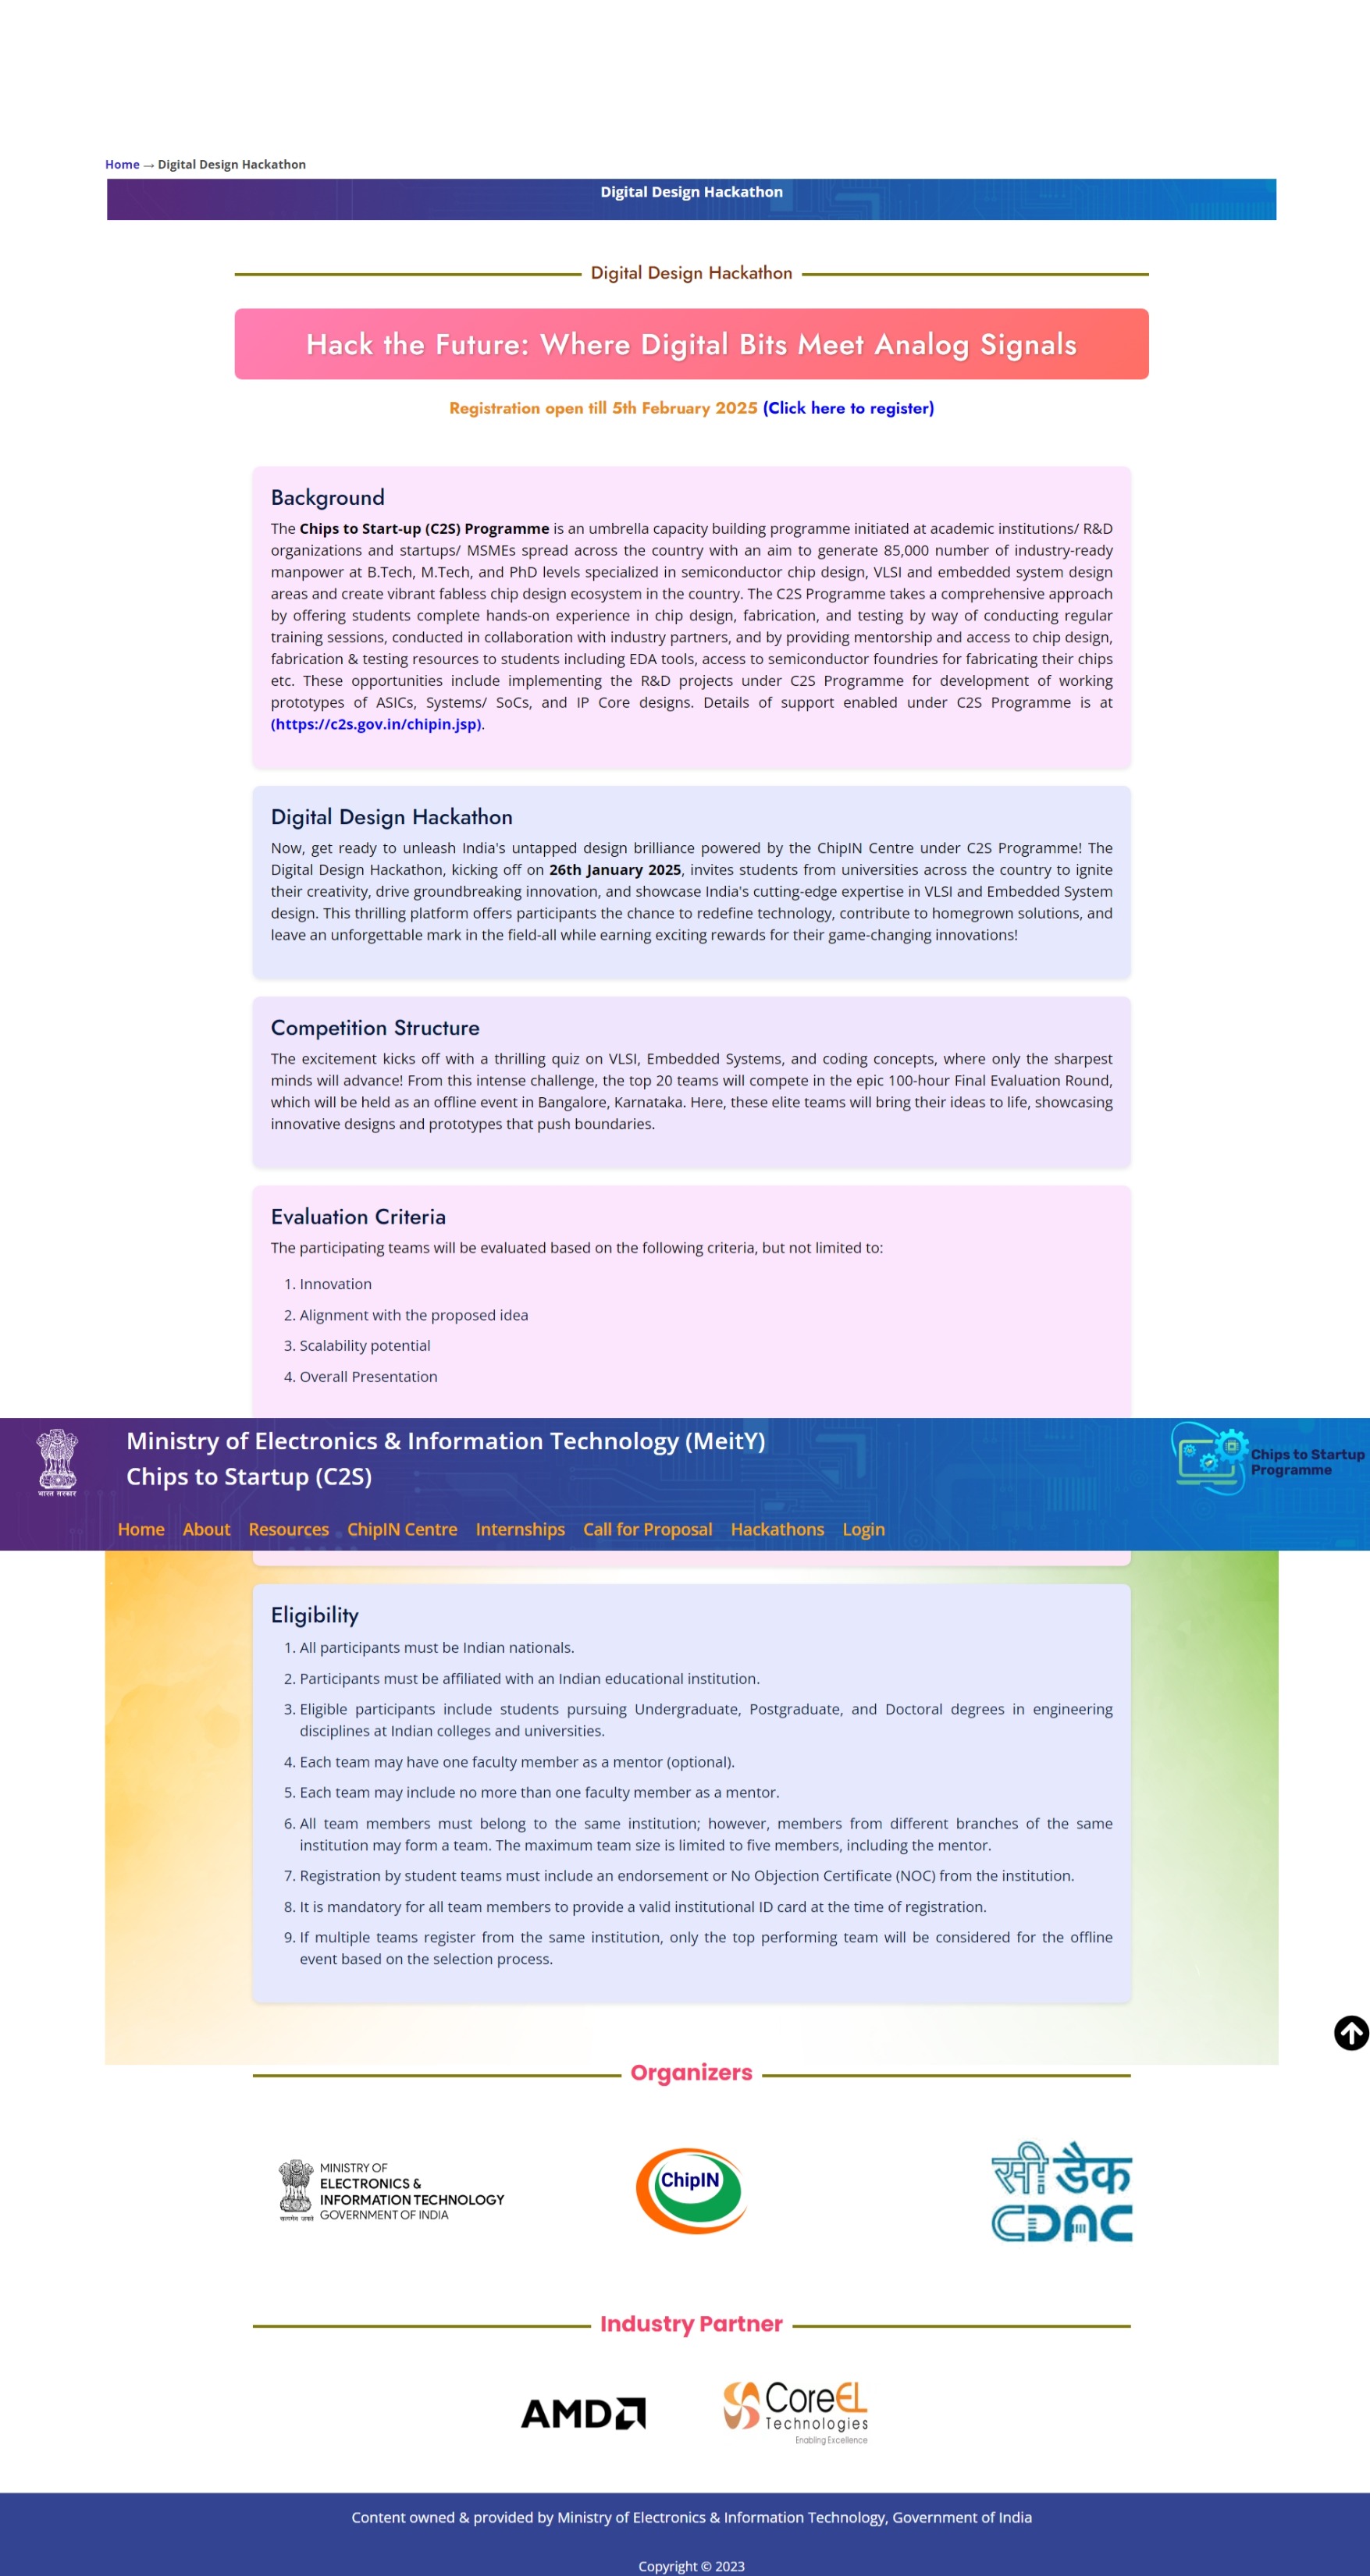 Home → Digital Design Hackathon
Digital Design Hackathon
Digital Design Hackathon
Hack the Future: Where Digital Bits Meet Analog Signals
Registration open till 5th February 2025 (Click here to register)
Background
The Chips to Start-up (C2S) Programme is an umbrella capacity building programme initiated at academic institutions/ R&D
organizations and startups/ MSMEs spread across the country with an aim to generate 85,000 number of industry-ready
manpower at B.Tech, M.Tech, and PhD levels specialized in semiconductor chip design, VLSI and embedded system design
areas and create vibrant fabless chip design ecosystem in the country. The C2S Programme takes a comprehensive approach
by offering students complete hands-on experience in chip design, fabrication, and testing by way of conducting regular
training sessions, conducted in collaboration with industry partners, and by providing mentorship and access to chip design,
fabrication & testing resources to students including EDA tools, access to semiconductor foundries for fabricating their chips
etc. These opportunities include implementing the R&D projects under C2S Programme for development of working
prototypes of ASICs, Systems/ SoCs, and IP Core designs. Details of support enabled under C2S Programme is at
(https://c2s.gov.in/chipin.jsp).
Digital Design Hackathon
Now, get ready to unleash India's untapped design brilliance powered by the ChipIN Centre under C2S Programme! The
Digital Design Hackathon, kicking off on 26th January 2025, invites students from universities across the country to ignite
their creativity, drive groundbreaking innovation, and showcase India's cutting-edge expertise in VLSI and Embedded System
design. This thrilling platform offers participants the chance to redefine technology, contribute to homegrown solutions, and
leave an unforgettable mark in the field-all while earning exciting rewards for their game-changing innovations!
Competition Structure
The excitement kicks off with a thrilling quiz on VLSI, Embedded Systems, and coding concepts, where only the sharpest
minds will advance! From this intense challenge, the top 20 teams will compete in the epic 100-hour Final Evaluation Round,
which will be held as an offline event in Bangalore, Karnataka. Here, these elite teams will bring their ideas to life, showcasing
innovative designs and prototypes that push boundaries.
Evaluation Criteria
The participating teams will be evaluated based on the following criteria, but not limited to:
1. Innovation
2. Alignment with the proposed idea
3. Scalability potential
4. Overall Presentation
Ministry of Electronics & Information Technology (MeitY)
Chips to Startup (C2S)
भारत सरकार
Chips to Startup
Programme
Home About Resources ChipIN Centre Internships Call for Proposal Hackathons Login
Eligibility
1. All participants must be Indian nationals.
2. Participants must be affiliated with an Indian educational institution.
3. Eligible participants include students pursuing Undergraduate, Postgraduate, and Doctoral degrees in engineering
disciplines at Indian colleges and universities.
4. Each team may have one faculty member as a mentor (optional).
5. Each team may include no more than one faculty member as a mentor.
6. All team members must belong to the same institution; however, members from different branches of the same
institution may form a team. The maximum team size is limited to five members, including the mentor.
7. Registration by student teams must include an endorsement or No Objection Certificate (NOC) from the institution.
8. It is mandatory for all team members to provide a valid institutional ID card at the time of registration.
9. If multiple teams register from the same institution, only the top performing team will be considered for the offline
event based on the selection process.
Organizers
MINISTRY OF
ELECTRONICS &
INFORMATION TECHNOLOGY
GOVERNMENT OF INDIA
सत्यमेव जयते
ChipIN
सी डैक
CDAC
Industry Partner
AMD
CoreEL
Technologies
Enabling Excellence
Content owned & provided by Ministry of Electronics & Information Technology, Government of India
Copyright © 2023